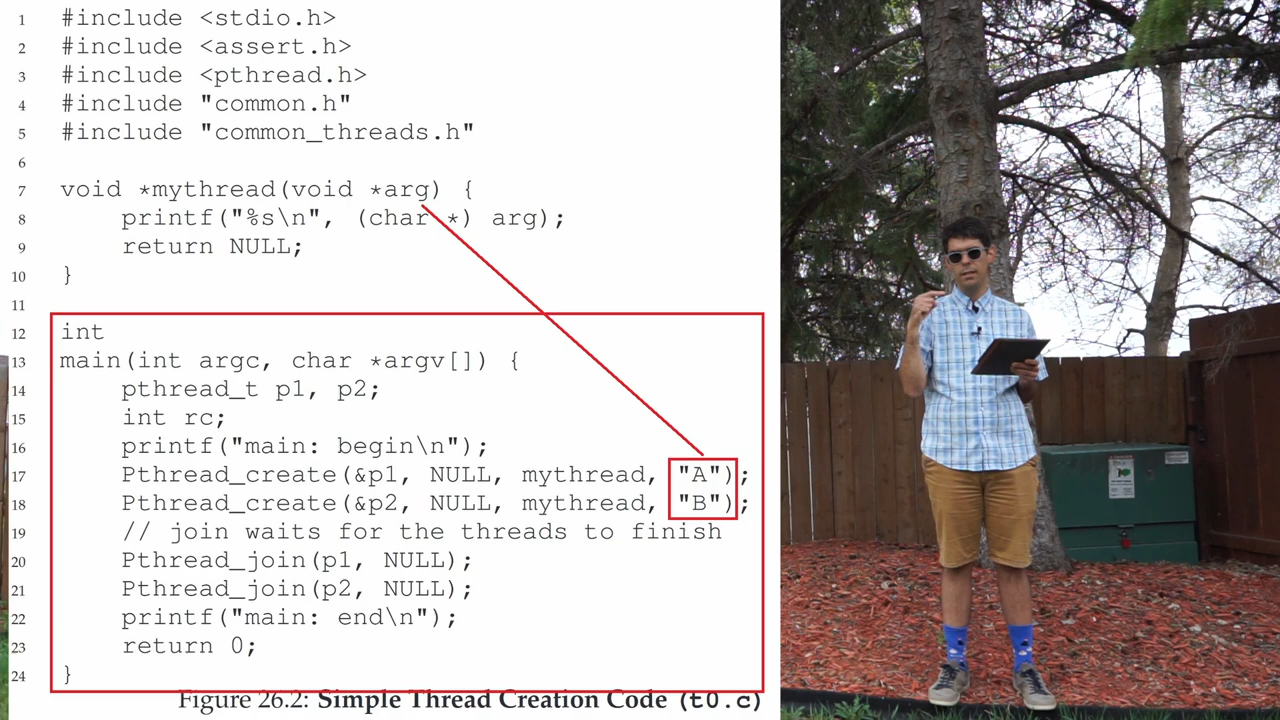 1 #include <stdio.h>
2 #include <assert.h>
3 #include <pthread.h>
4 #include "common.h"
5 #include "common_threads.h"
6
7 void *mythread(void *arg) {
8 printf("%s\n", (char *) arg);
9 return NULL;
10 }
11
12 int
13 main(int argc, char *argv[]) {
14 pthread_t p1, p2;
15 int rc;
16 printf("main: begin\n");
17 Pthread_create(&p1, NULL, mythread, "A");
18 Pthread_create(&p2, NULL, mythread, "B");
19 // join waits for the threads to finish
20 Pthread_join(p1, NULL);
21 Pthread_join(p2, NULL);
22 printf("main: end\n");
23 return 0;
24 }
Figure 26.2: Simple Thread Creation Code (t0.c)